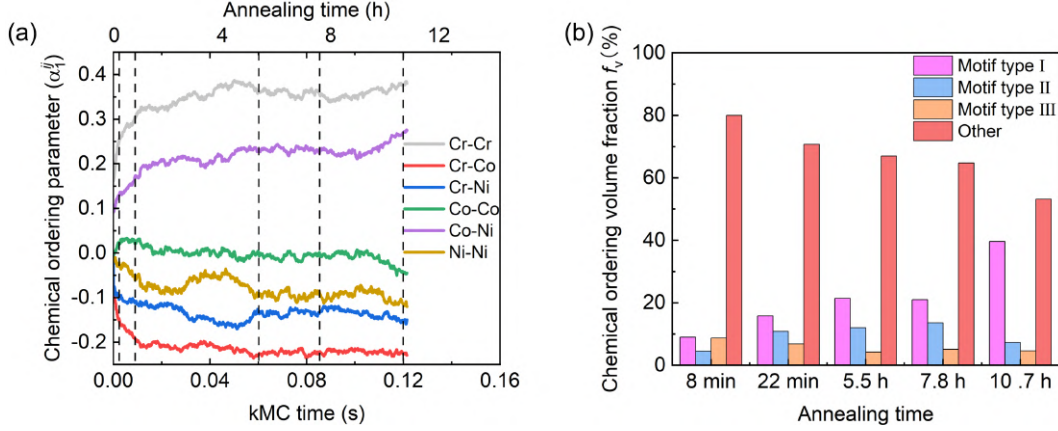 (a)
Annealing time (h)
0 1 2 4 6 8 10 12
Chemical ordering parameter (α₁ⁱʲ)
0.4
0.3
0.2
0.1
0.0
-0.1
-0.2
Cr-Cr
Cr-Co
Cr-Ni
Co-Co
Co-Ni
Ni-Ni
0.00 0.04 0.08 0.12 0.16
kMC time (s)
(b)
Chemical ordering volume fraction fᵥ(%)
100
80
60
40
20
0
Motif type I
Motif type II
Motif type III
Other
8 min 22 min 5.5 h 7.8 h 10 .7 h
Annealing time